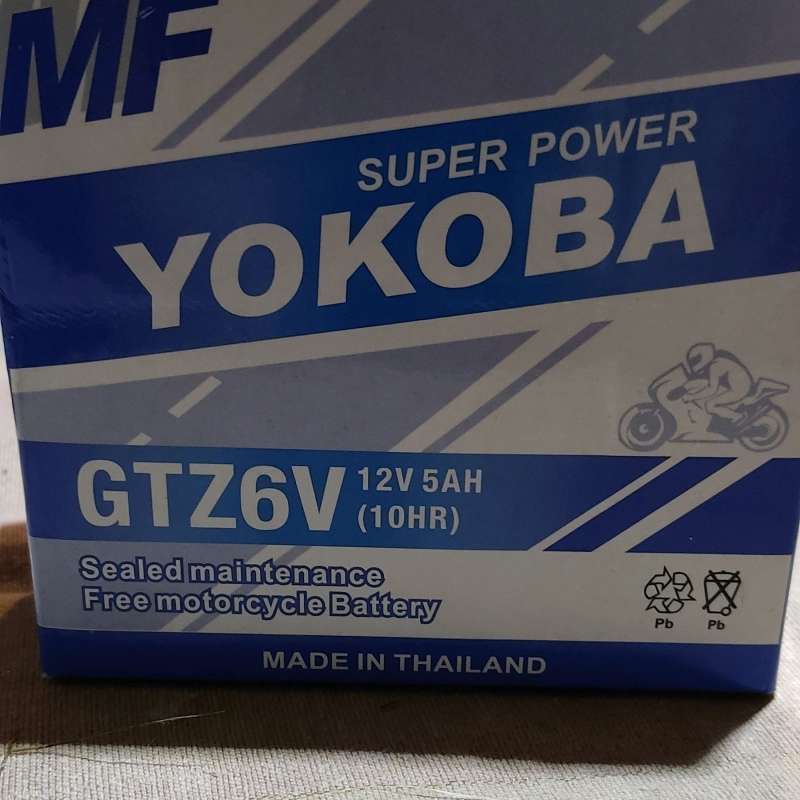 MF
SUPER POWER
YOKOBA
GTZ6V 12V 5AH
(10HR)
Sealed maintenance
Free motorcycle Battery
Pb Pb
MADE IN THAILAND